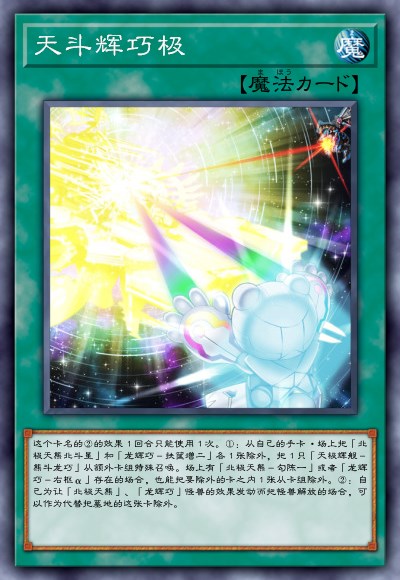 天斗辉巧极
魔
【魔法カード】
ま ほう
这个卡名的②的效果1回合只能使用1次。①：从自己的手卡·场上把「北
极天熊北斗星」和「龙辉巧－扶筐增二」各1张除外，把1只「天极辉舰－
熊斗龙巧」从额外卡组特殊召唤。场上有「北极天熊－勾陈一」或者「龙辉
巧－右枢α」存在的场合，也能把要除外的卡之内1张从卡组除外。②：自
己为让「北极天熊」、「龙辉巧」怪兽的效果发动而把怪兽解放的场合，可
以作为代替把墓地的这张卡除外。